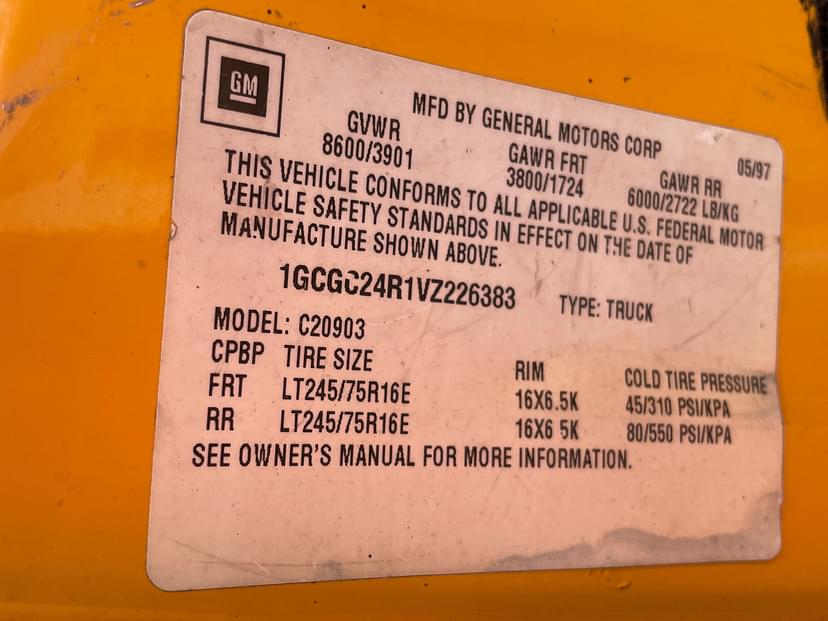 GM
MFD BY GENERAL MOTORS CORP 05/97
GVWR GAWR FRT GAWR RR
8600/3901 3800/1724 6000/2722 LB/KG
THIS VEHICLE CONFORMS TO ALL APPLICABLE U.S. FEDERAL MOTOR
VEHICLE SAFETY STANDARDS IN EFFECT ON THE DATE OF
MANUFACTURE SHOWN ABOVE.
1GCGC24R1VZ226383 TYPE: TRUCK
MODEL: C20903
CPBP TIRE SIZE RIM COLD TIRE PRESSURE
FRT LT245/75R16E 16X6.5K 45/310 PSI/KPA
RR LT245/75R16E 16X6 5K 80/550 PSI/KPA
SEE OWNER'S MANUAL FOR MORE INFORMATION.